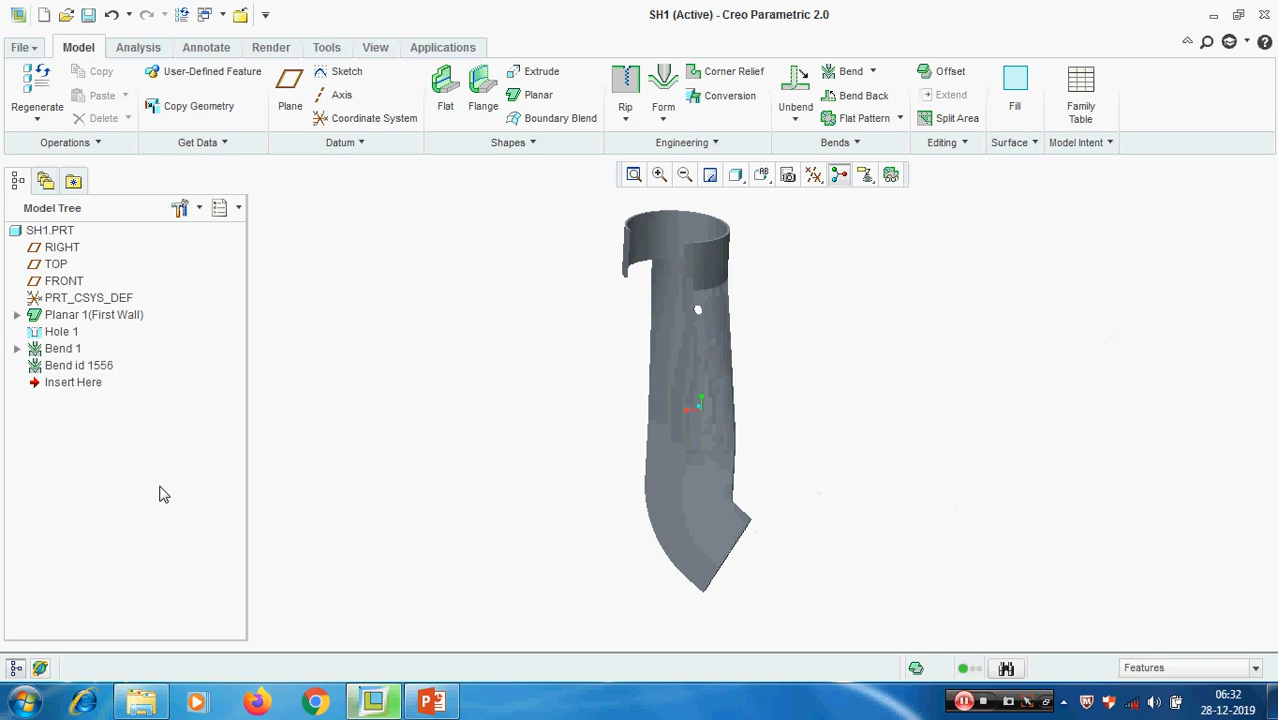 SH1 (Active) - Creo Parametric 2.0
File Model Analysis Annotate Render Tools View Applications
Regenerate
Copy
Paste
Delete
User-Defined Feature
Copy Geometry
Plane
Sketch
Axis
Coordinate System
Flat
Flange
Extrude
Planar
Boundary Blend
Rip
Form
Corner Relief
Conversion
Unbend
Bend
Bend Back
Flat Pattern
Offset
Extend
Split Area
Fill
Family
Table
Operations Get Data Datum Shapes Engineering Bends Editing Surface Model Intent
Model Tree
SH1.PRT
RIGHT
TOP
FRONT
PRT_CSYS_DEF
Planar 1(First Wall)
Hole 1
Bend 1
Bend id 1556
Insert Here
Features
06:32
28-12-2019